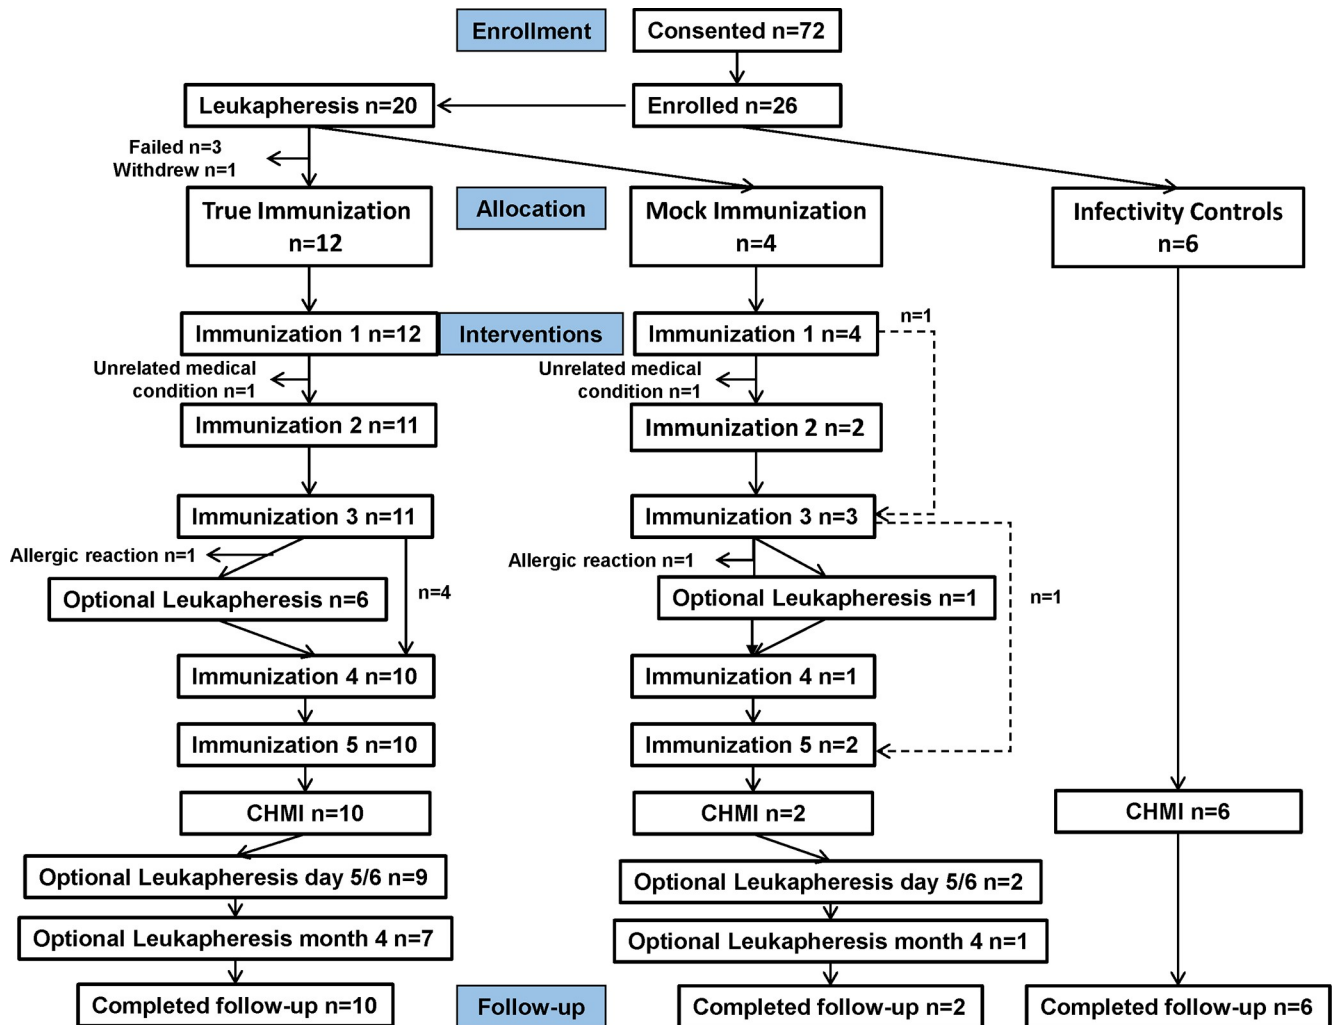 Enrollment
Consented n=72
Leukapheresis n=20
Enrolled n=26
Failed n=3
Withdrew n=1
True Immunization
n=12
Allocation
Mock Immunization
n=4
Infectivity Controls
n=6
Immunization 1 n=12
Interventions
Immunization 1 n=4
n=1
Unrelated medical
condition n=1
Unrelated medical
condition n=1
Immunization 2 n=11
Immunization 2 n=2
Immunization 3 n=11
Immunization 3 n=3
Allergic reaction n=1
Allergic reaction n=1
Optional Leukapheresis n=6
n=4
Optional Leukapheresis n=1
n=1
Immunization 4 n=10
Immunization 4 n=1
Immunization 5 n=10
Immunization 5 n=2
CHMI n=10
CHMI n=2
CHMI n=6
Optional Leukapheresis day 5/6 n=9
Optional Leukapheresis day 5/6 n=2
Optional Leukapheresis month 4 n=7
Optional Leukapheresis month 4 n=1
Completed follow-up n=10
Follow-up
Completed follow-up n=2
Completed follow-up n=6